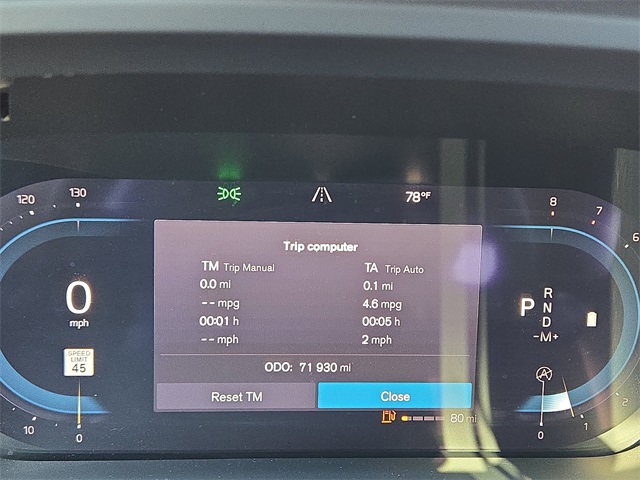 120 130 78°F 8 7 6
Trip computer
TM Trip Manual TA Trip Auto
0.0 mi 0.1 mi
-- mpg 4.6 mpg
00:01 h 00:05 h
-- mph 2 mph
ODO: 71 930 mi
Reset TM Close
0
mph
SPEED
LIMIT
45
P R
N
D
-M+
A
80 mi
10 0 0 1 2